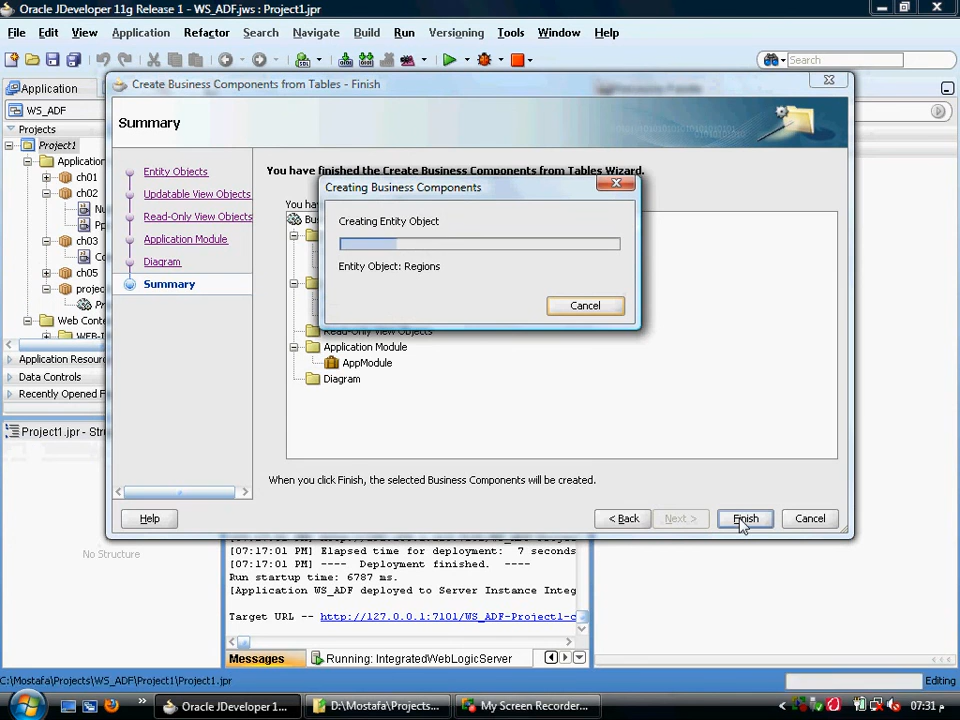 Oracle JDeveloper 11g Release 1 - WS_ADF.jws : Project1.jpr
File Edit View Application Refactor Search Navigate Build Run Versioning Tools Window Help
Search
Application
Create Business Components from Tables - Finish
WS_ADF
Projects
Project1
Application
ch01
ch02
ch03
ch05
projec
Web Conte
WEB-I
Application Resourc
Data Controls
Recently Opened F
Project1.jpr - Str
No Structure
Summary
Entity Objects
Updatable View Objects
Read-Only View Objects
Application Module
Diagram
Summary
You have finished the Create Business Components from Tables Wizard.
You hav
Bus
Creating Business Components
Creating Entity Object
Entity Object: Regions
Cancel
Read-Only View Objects
Application Module
AppModule
Diagram
When you click Finish, the selected Business Components will be created.
Help
< Back
Next >
Finish
Cancel
[07:17:01 PM] Elapsed time for deployment:  7 seconds
[07:17:01 PM] ----  Deployment finished.  ----
Run startup time: 6787 ms.
[Application WS_ADF deployed to Server Instance Integ
Target URL -- http://127.0.0.1:7101/WS_ADF-Project1-c
Messages
Running: IntegratedWebLogicServer
C:\Mostafa\Projects\WS_ADF\Project1\Project1.jpr
Editing
Oracle JDeveloper 1...
D:\Mostafa\Projects...
My Screen Recorder...
07:31 م